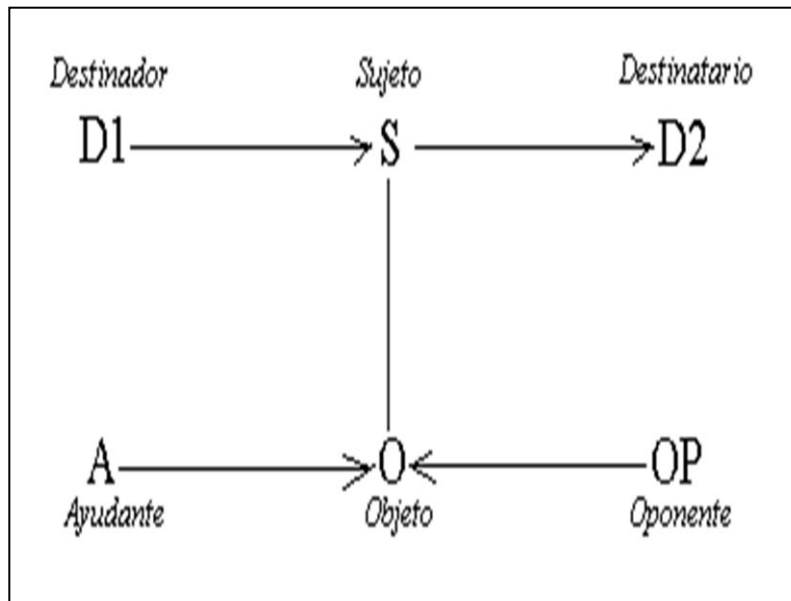 Destinador Sujeto Destinatario
D1 S D2
A O OP
Ayudante Objeto Oponente